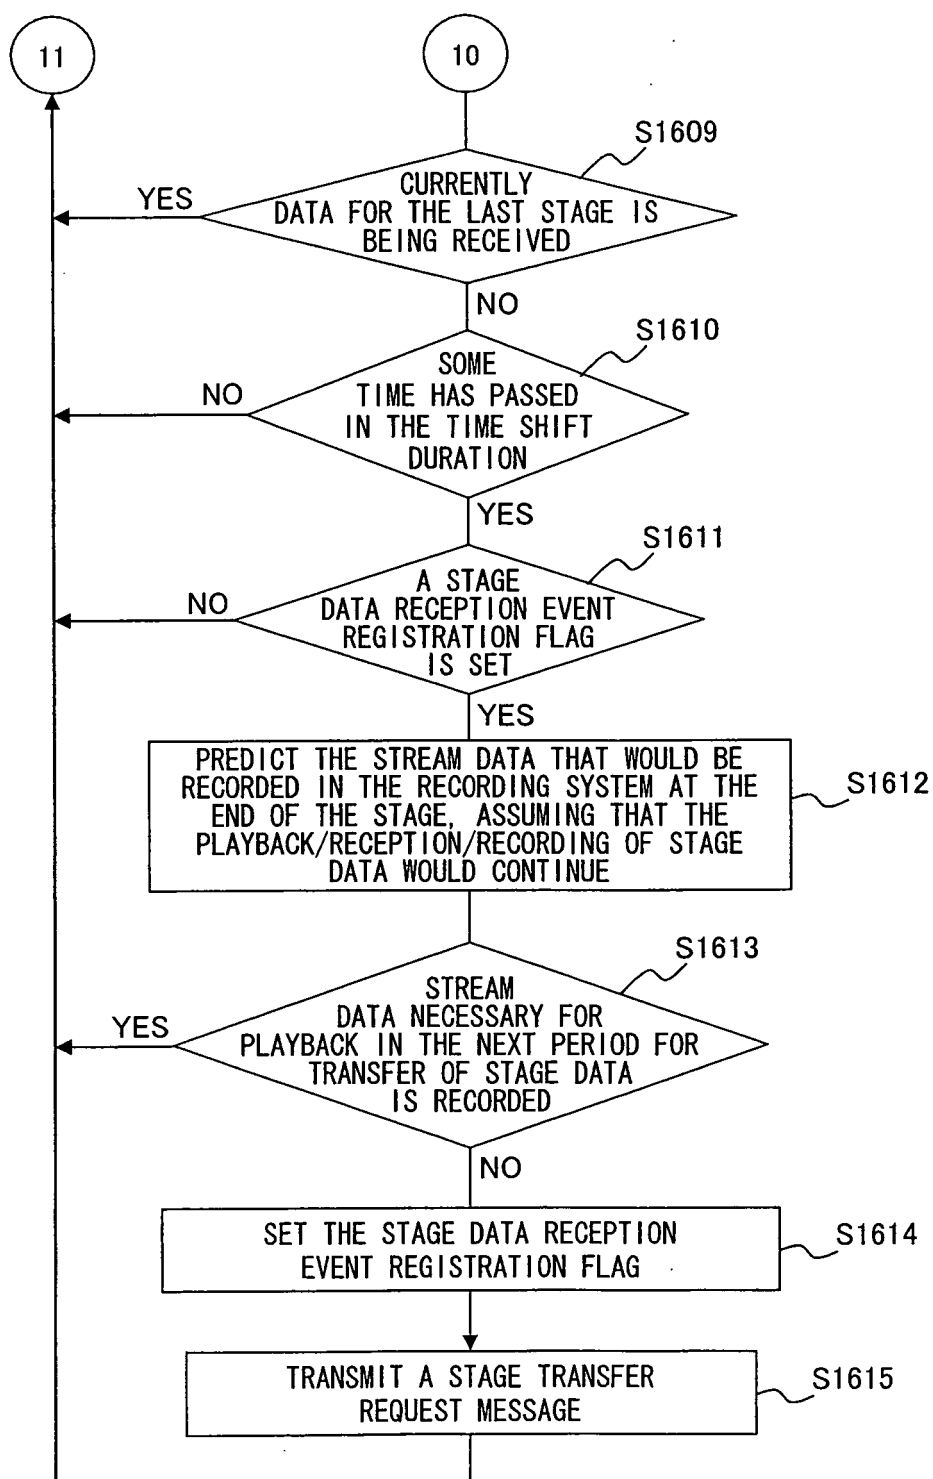 11
10
S1609
CURRENTLY
DATA FOR THE LAST STAGE IS
BEING RECEIVED
YES
NO
S1610
SOME
TIME HAS PASSED
IN THE TIME SHIFT
DURATION
NO
YES
S1611
A STAGE
DATA RECEPTION EVENT
REGISTRATION FLAG
IS SET
NO
YES
PREDICT THE STREAM DATA THAT WOULD BE
RECORDED IN THE RECORDING SYSTEM AT THE
END OF THE STAGE, ASSUMING THAT THE
PLAYBACK/RECEPTION/RECORDING OF STAGE
DATA WOULD CONTINUE
S1612
S1613
STREAM
DATA NECESSARY FOR
PLAYBACK IN THE NEXT PERIOD FOR
TRANSFER OF STAGE DATA
IS RECORDED
YES
NO
SET THE STAGE DATA RECEPTION
EVENT REGISTRATION FLAG
S1614
TRANSMIT A STAGE TRANSFER
REQUEST MESSAGE
S1615